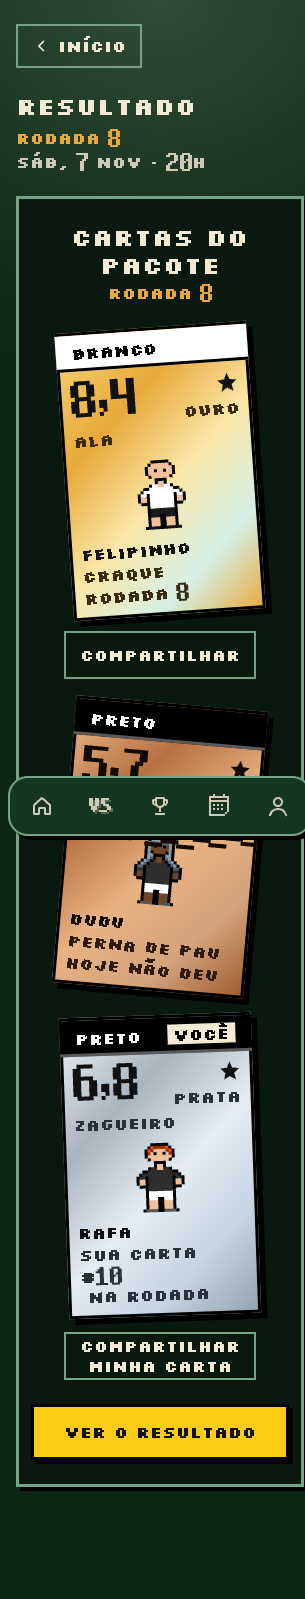 INÍCIO
RESULTADO
RODADA 8
SÁB, 7 NOV · 20H
CARTAS DO
PACOTE
RODADA 8
BRANCO
8,4
OURO
ALA
FELIPINHO
CRAQUE
RODADA 8
COMPARTILHAR
PRETO
5,7
VS
DUDU
PERNA DE PAU
HOJE NÃO DEU
PRETO
VOCÊ
6,8
PRATA
ZAGUEIRO
RAFA
SUA CARTA
#10
NA RODADA
COMPARTILHAR
MINHA CARTA
VER O RESULTADO